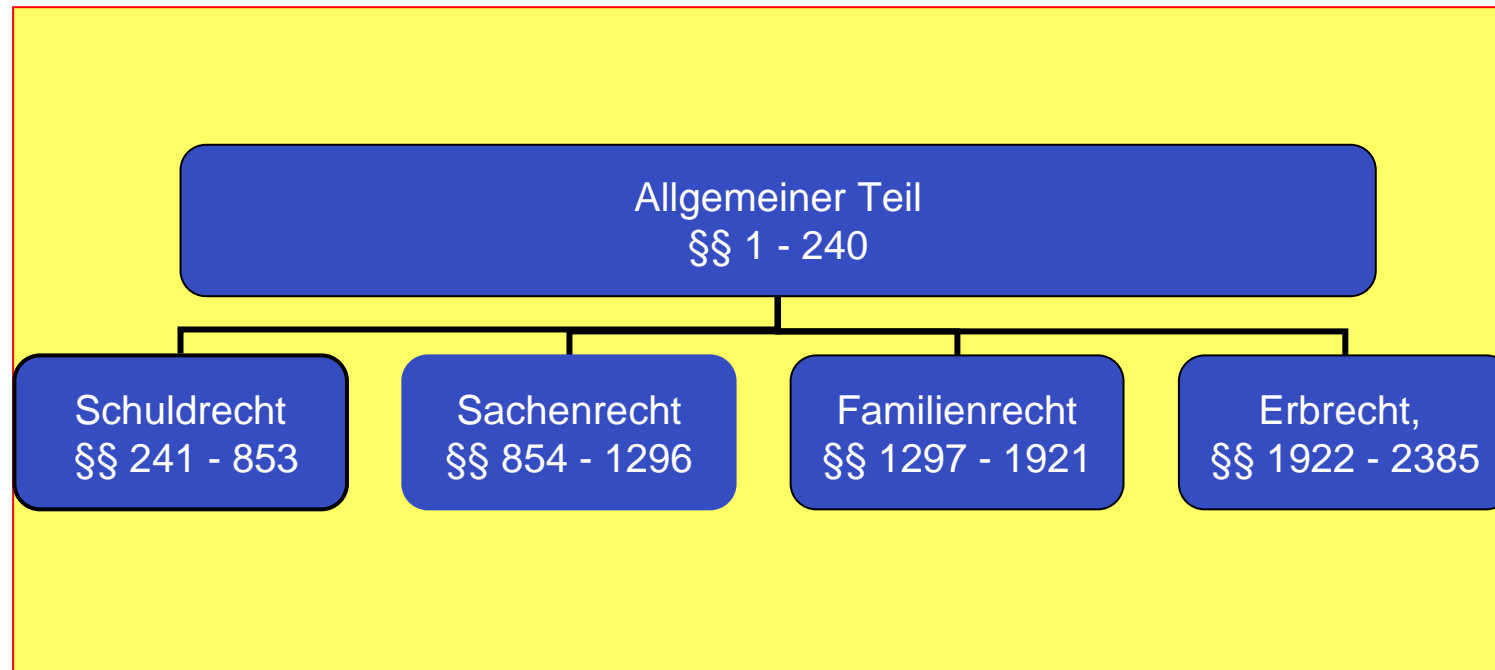 Allgemeiner Teil
§§ 1 - 240
Schuldrecht
§§ 241 - 853
Sachenrecht
§§ 854 - 1296
Familienrecht
§§ 1297 - 1921
Erbrecht,
§§ 1922 - 2385